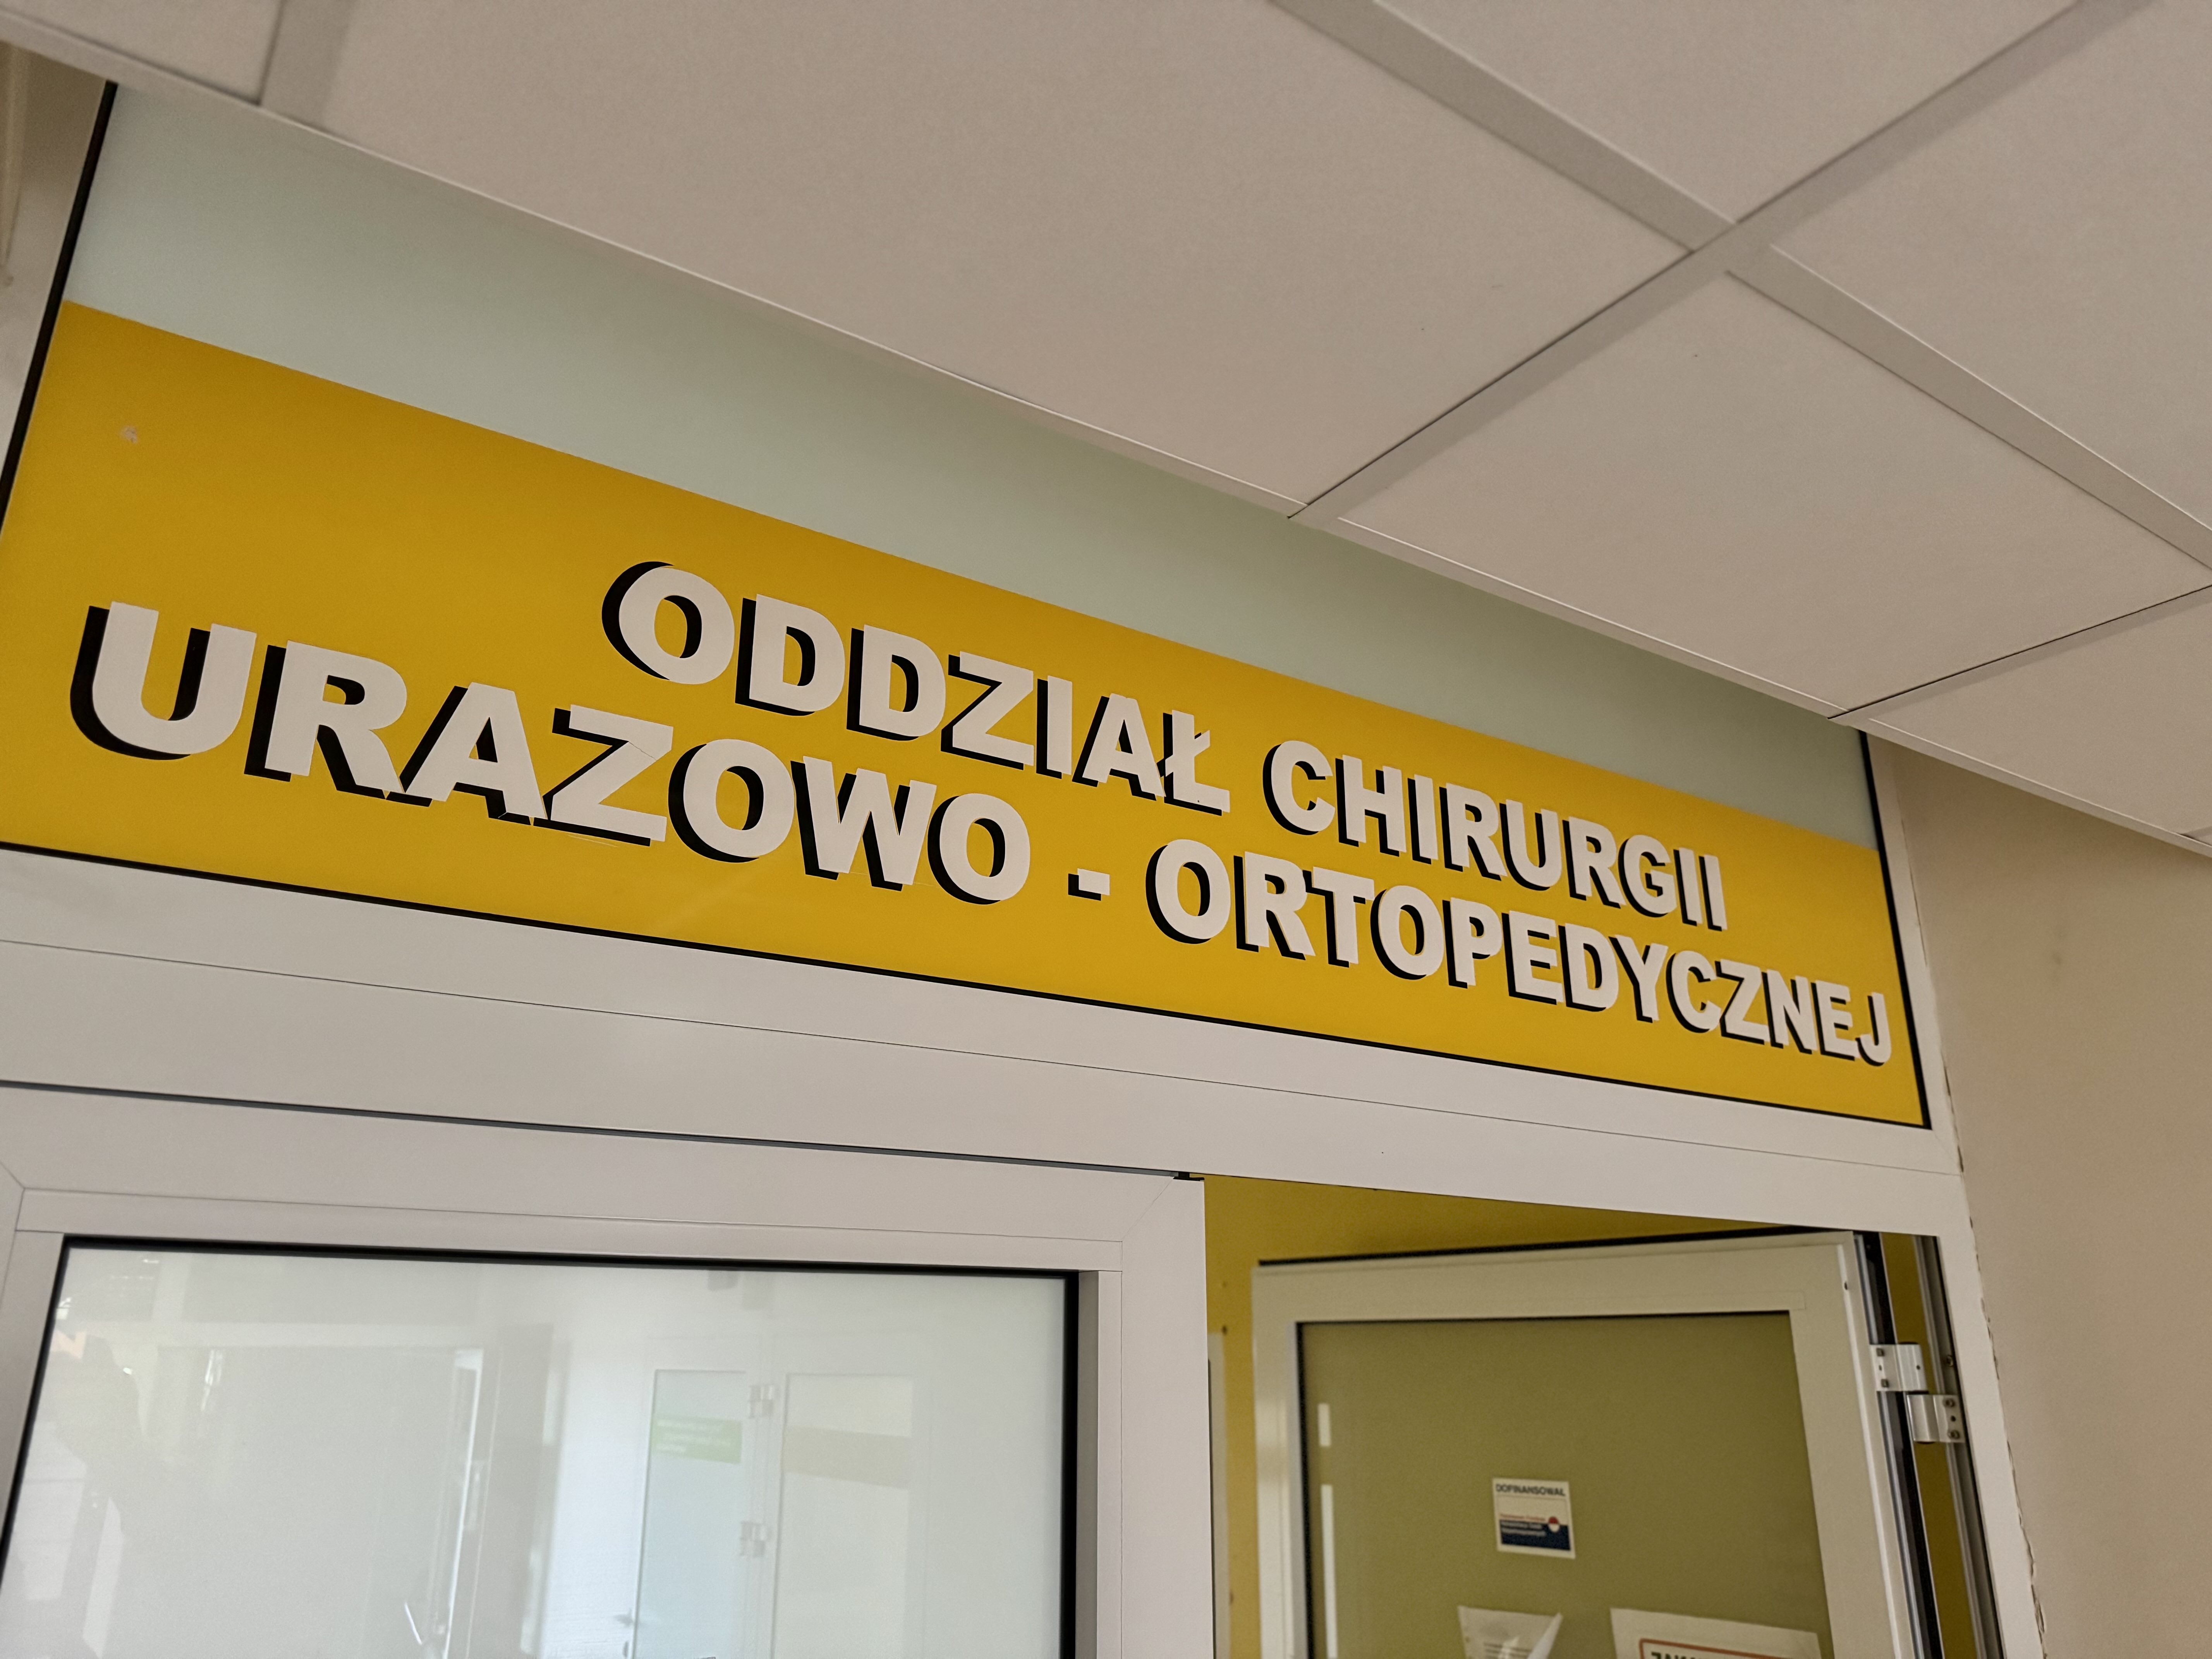 ODDZIAŁ CHIRURGII
URAZOWO - ORTOPEDYCZNEJ
DOFINANSOWAŁ